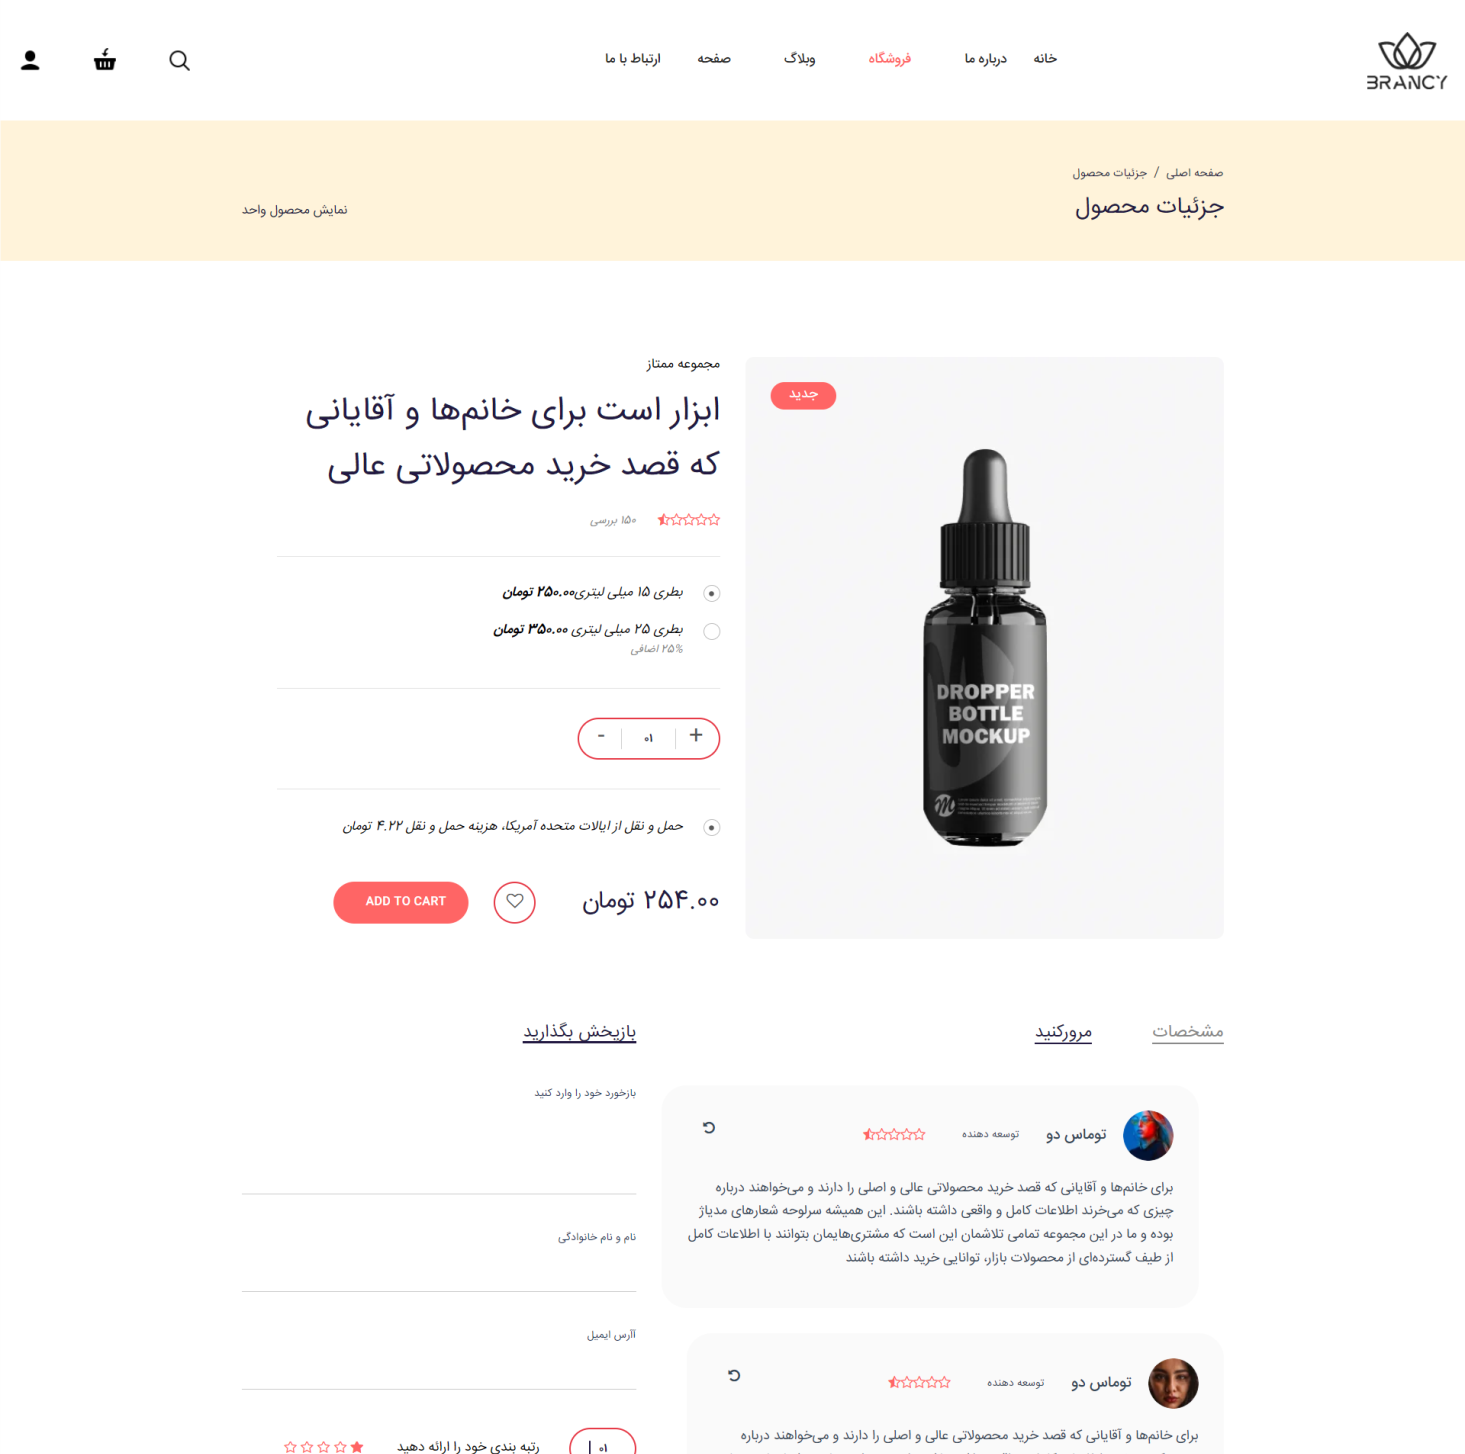 BRANCY
خانه
درباره ما
فروشگاه
وبلاگ
صفحه
ارتباط با ما
صفحه اصلی / جزئیات محصول
جزئیات محصول
نمایش محصول واحد
جدید
DROPPER
BOTTLE
MOCKUP
مجموعه ممتاز
ابزار است برای خانم‌ها و آقایانی
که قصد خرید محصولاتی عالی
۱۵۰ بررسی
بطری ۱۵ میلی لیتری۲۵۰.۰۰ تومان
بطری ۲۵ میلی لیتری ۳۵۰.۰۰ تومان
۲۵% اضافی
+ ۰۱ -
حمل و نقل از ایالات متحده آمریکا، هزینه حمل و نقل ۴.۲۲ تومان
۲۵۴.۰۰ تومان
ADD TO CART
مشخصات
مرورکنید
توماس دو
توسعه دهنده
برای خانم‌ها و آقایانی که قصد خرید محصولاتی عالی و اصلی را دارند و می‌خواهند درباره
چیزی که می‌خرند اطلاعات کامل و واقعی داشته باشند. این همیشه سرلوحه شعارهای مدیاژ
بوده و ما در این مجموعه تمامی تلاشمان این است که مشتری‌هایمان بتوانند با اطلاعات کامل
از طیف گسترده‌ای از محصولات بازار، توانایی خرید داشته باشند
توماس دو
توسعه دهنده
برای خانم‌ها و آقایانی که قصد خرید محصولاتی عالی و اصلی را دارند و می‌خواهند درباره
بازیخش بگذارید
بازخورد خود را وارد کنید
نام و نام خانوادگی
آآرس ایمیل
۰۱
رتبه بندی خود را ارائه دهید